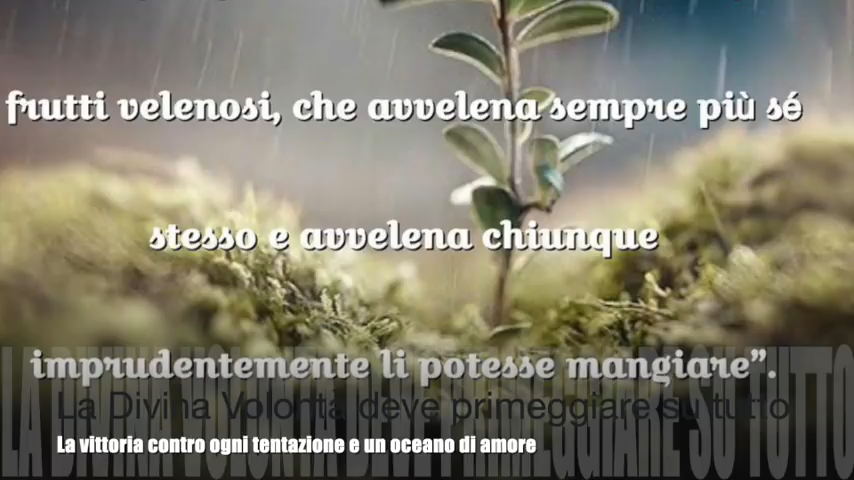 frutti velenosi, che avvelena sempre più sé
stesso e avvelena chiunque
imprudentemente li potesse mangiare”.
LA DIVINA VOLONTÀ DEVE PRIMEGGIARE SU TUTTO
La Divina Volontà deve primeggiare su tutto
La vittoria contro ogni tentazione e un oceano di amore